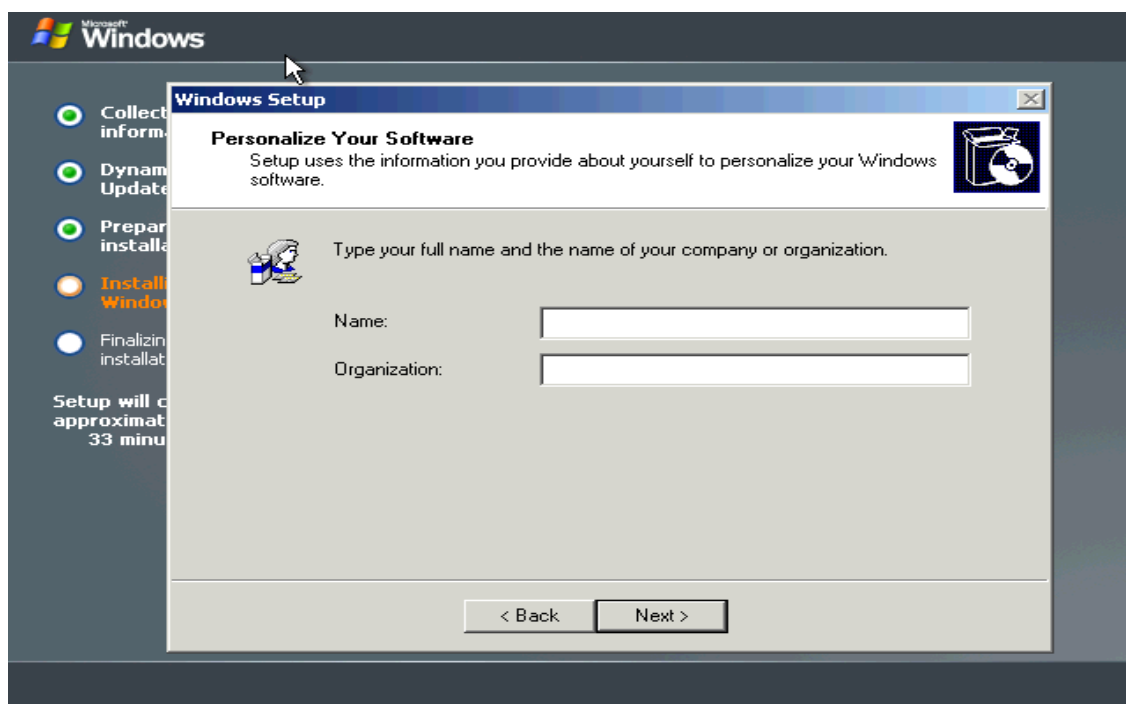 Microsoft
Windows
Collect
inform
Dynam
Update
Prepar
installa
Installi
Window
Finalizin
installat
Setup will c
approximat
33 minu
Windows Setup
Personalize Your Software
Setup uses the information you provide about yourself to personalize your Windows
software.
Type your full name and the name of your company or organization.
Name:
Organization:
< Back
Next >